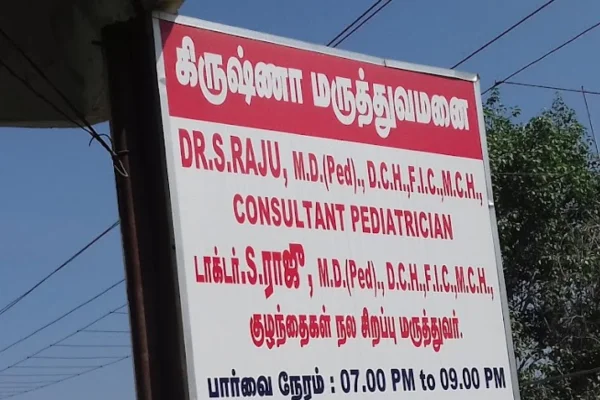 கிருஷ்ணா மருத்துவமனை
DR.S.RAJU, M.D.(Ped)., D.C.H.,F.I.C.,M.C.H.,
CONSULTANT PEDIATRICIAN
டாக்டர்.S.ராஜீ, M.D.(Ped)., D.C.H.,F.I.C.,M.C.H.,
குழந்தைகள் நல சிறப்பு மருத்துவர்.
பார்வை நேரம் : 07.00 PM to 09.00 PM